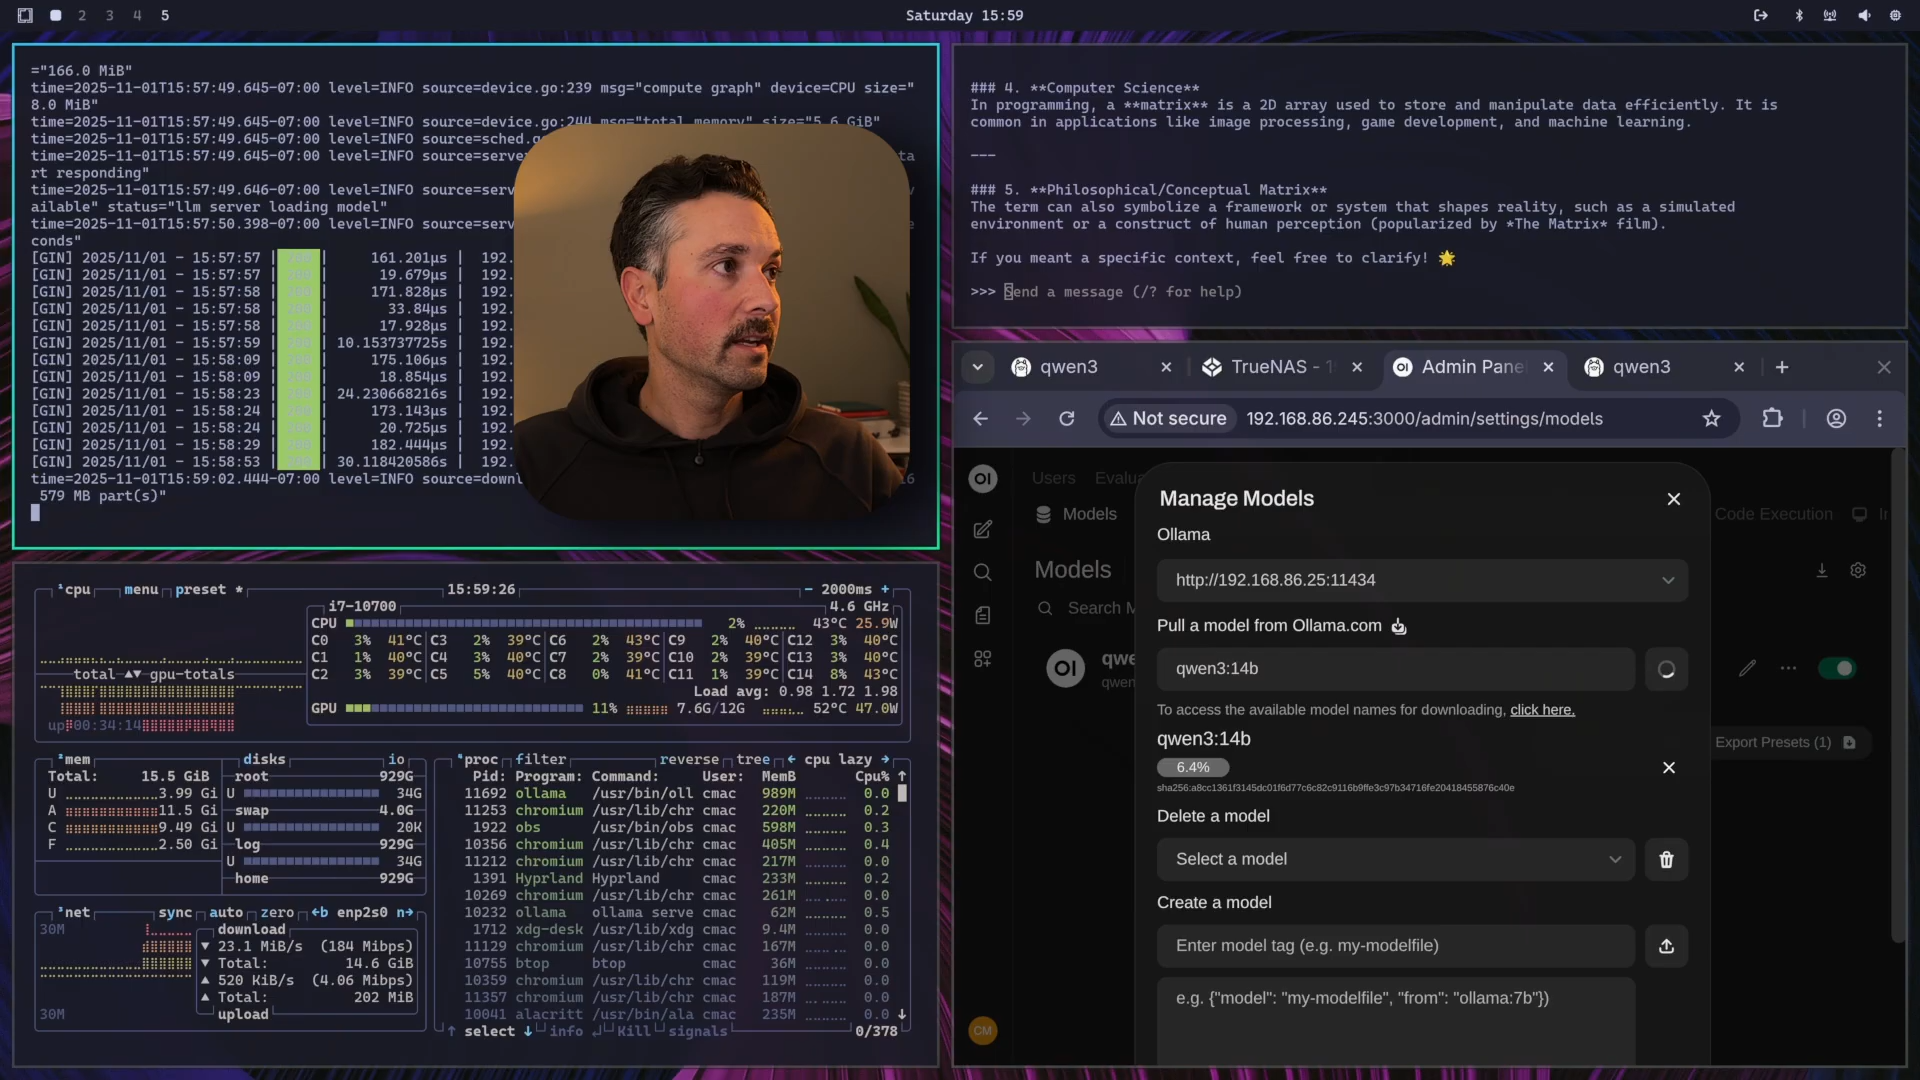 2
3
4
5
Saturday 15:59
="166.0 MiB"
time=2025-11-01T15:57:49.645-07:00 level=INFO source=device.go:239 msg="compute graph" device=CPU size="
8.0 MiB"
time=2025-11-01T15:57:49.645-07:00 level=INFO source=device.go:244 msg="total memory" size="5.6 GiB"
time=2025-11-01T15:57:49.645-07:00 level=INFO source=sched.go
time=2025-11-01T15:57:49.645-07:00 level=INFO source=server
rt responding"
time=2025-11-01T15:57:49.646-07:00 level=INFO source=serv
ailable" status="llm server loading model"
time=2025-11-01T15:57:50.398-07:00 level=INFO source=serv
conds"
[GIN] 2025/11/01 - 15:57:57 | 200 | 161.201µs | 192.
[GIN] 2025/11/01 - 15:57:57 | 200 | 19.679µs | 192.
[GIN] 2025/11/01 - 15:57:58 | 200 | 171.828µs | 192.
[GIN] 2025/11/01 - 15:57:58 | 200 | 33.84µs | 192.
[GIN] 2025/11/01 - 15:57:58 | 200 | 17.928µs | 192.
[GIN] 2025/11/01 - 15:57:59 | 200 | 10.153737725s | 192.
[GIN] 2025/11/01 - 15:58:09 | 200 | 175.106µs | 192.
[GIN] 2025/11/01 - 15:58:09 | 200 | 18.854µs | 192.
[GIN] 2025/11/01 - 15:58:23 | 200 | 24.230668216s | 192.
[GIN] 2025/11/01 - 15:58:24 | 200 | 173.143µs | 192.
[GIN] 2025/11/01 - 15:58:24 | 200 | 20.725µs | 192.
[GIN] 2025/11/01 - 15:58:29 | 200 | 182.444µs | 192.
[GIN] 2025/11/01 - 15:58:53 | 200 | 30.118420586s | 192.
time=2025-11-01T15:59:02.444-07:00 level=INFO source=downl
579 MB part(s)"
### 4. **Computer Science**
In programming, a **matrix** is a 2D array used to store and manipulate data efficiently. It is
common in applications like image processing, game development, and machine learning.
---
### 5. **Philosophical/Conceptual Matrix**
The term can also symbolize a framework or system that shapes reality, such as a simulated
environment or a construct of human perception (popularized by *The Matrix* film).
If you meant a specific context, feel free to clarify! 🌟
>>> Send a message (/? for help)
¹cpu menu preset * 15:59:26 - 2000ms +
i7-10700 4.6 GHz
CPU 2% 43°C 25.9W
C0 3% 41°C C3 2% 39°C C6 2% 43°C C9 2% 40°C C12 3% 40°C
C1 1% 40°C C4 3% 40°C C7 2% 39°C C10 2% 39°C C13 3% 40°C
C2 3% 39°C C5 5% 40°C C8 0% 41°C C11 1% 39°C C14 8% 43°C
total ▲▼ gpu-totals
Load avg: 0.98 1.72 1.98
GPU 11% 7.6G/12G 52°C 47.0W
up 00:34:14
²mem
Total: 15.5 GiB
U 3.99 Gi
A 11.5 Gi
C 9.49 Gi
F 2.50 Gi
disks io
root 929G
U 34G
swap 4.0G
U 20K
log 929G
U 34G
home 929G
³net sync auto zero ←b enp2s0 n→
30M
download
▼ 23.1 MiB/s (184 Mibps)
▼ Total: 14.6 GiB
▲ 520 KiB/s (4.06 Mibps)
▲ Total: 202 MiB
upload
30M
⁴proc filter reverse tree ← cpu lazy →
Pid: Program: Command: User: MemB Cpu% ↑
11692 ollama /usr/bin/oll cmac 989M 0.0
11253 chromium /usr/lib/chr cmac 220M 0.2
1922 obs /usr/bin/obs cmac 598M 0.3
10356 chromium /usr/lib/chr cmac 405M 0.4
11212 chromium /usr/lib/chr cmac 217M 0.0
1391 Hyprland Hyprland cmac 233M 0.2
10269 chromium /usr/lib/chr cmac 261M 0.0
10232 ollama ollama serve cmac 62M 0.5
1712 xdg-desk /usr/lib/xdg cmac 9.4M 0.0
11129 chromium /usr/lib/chr cmac 167M 0.0
10755 btop btop cmac 36M 0.0
10359 chromium /usr/lib/chr cmac 119M 0.0
11357 chromium /usr/lib/chr cmac 187M 0.0
10041 alacritt /usr/bin/ala cmac 235M 0.0 ↓
↑ select ↓ info ↲ Kill signals 0/378
qwen3
TrueNAS - 1
Admin Pane
qwen3
Not secure 192.168.86.245:3000/admin/settings/models
OI
Users Evalua
Models
Code Execution
Models
Search M
OI
qwe
qwen
Export Presets (1)
CM
Manage Models
Ollama
http://192.168.86.25:11434
Pull a model from Ollama.com
qwen3:14b
To access the available model names for downloading, click here.
qwen3:14b
6.4%
sha256:a8cc1361f3145dc01f6d77c6c82c9116b9ffe3c97b34716fe20418455876c40e
Delete a model
Select a model
Create a model
Enter model tag (e.g. my-modelfile)
e.g. {"model": "my-modelfile", "from": "ollama:7b"})